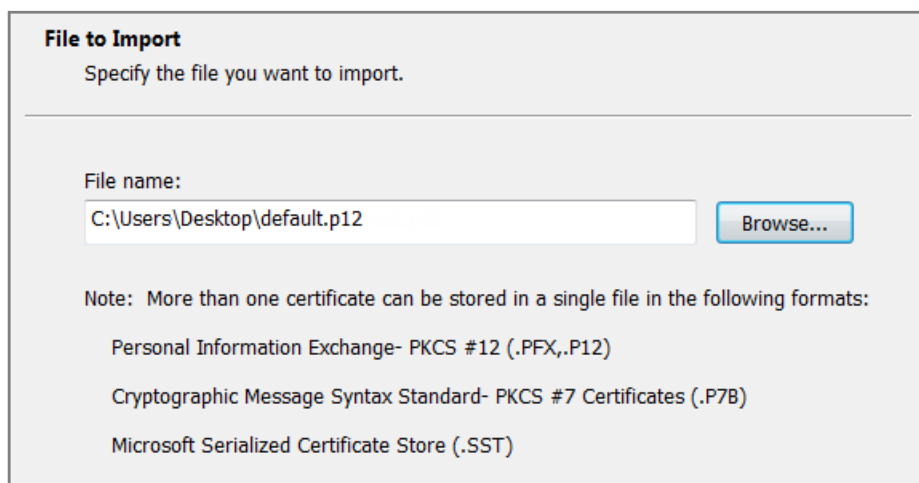 File to Import
Specify the file you want to import.
File name:
C:\Users\Desktop\default.p12
Browse...
Note:  More than one certificate can be stored in a single file in the following formats:
Personal Information Exchange- PKCS #12 (.PFX,.P12)
Cryptographic Message Syntax Standard- PKCS #7 Certificates (.P7B)
Microsoft Serialized Certificate Store (.SST)